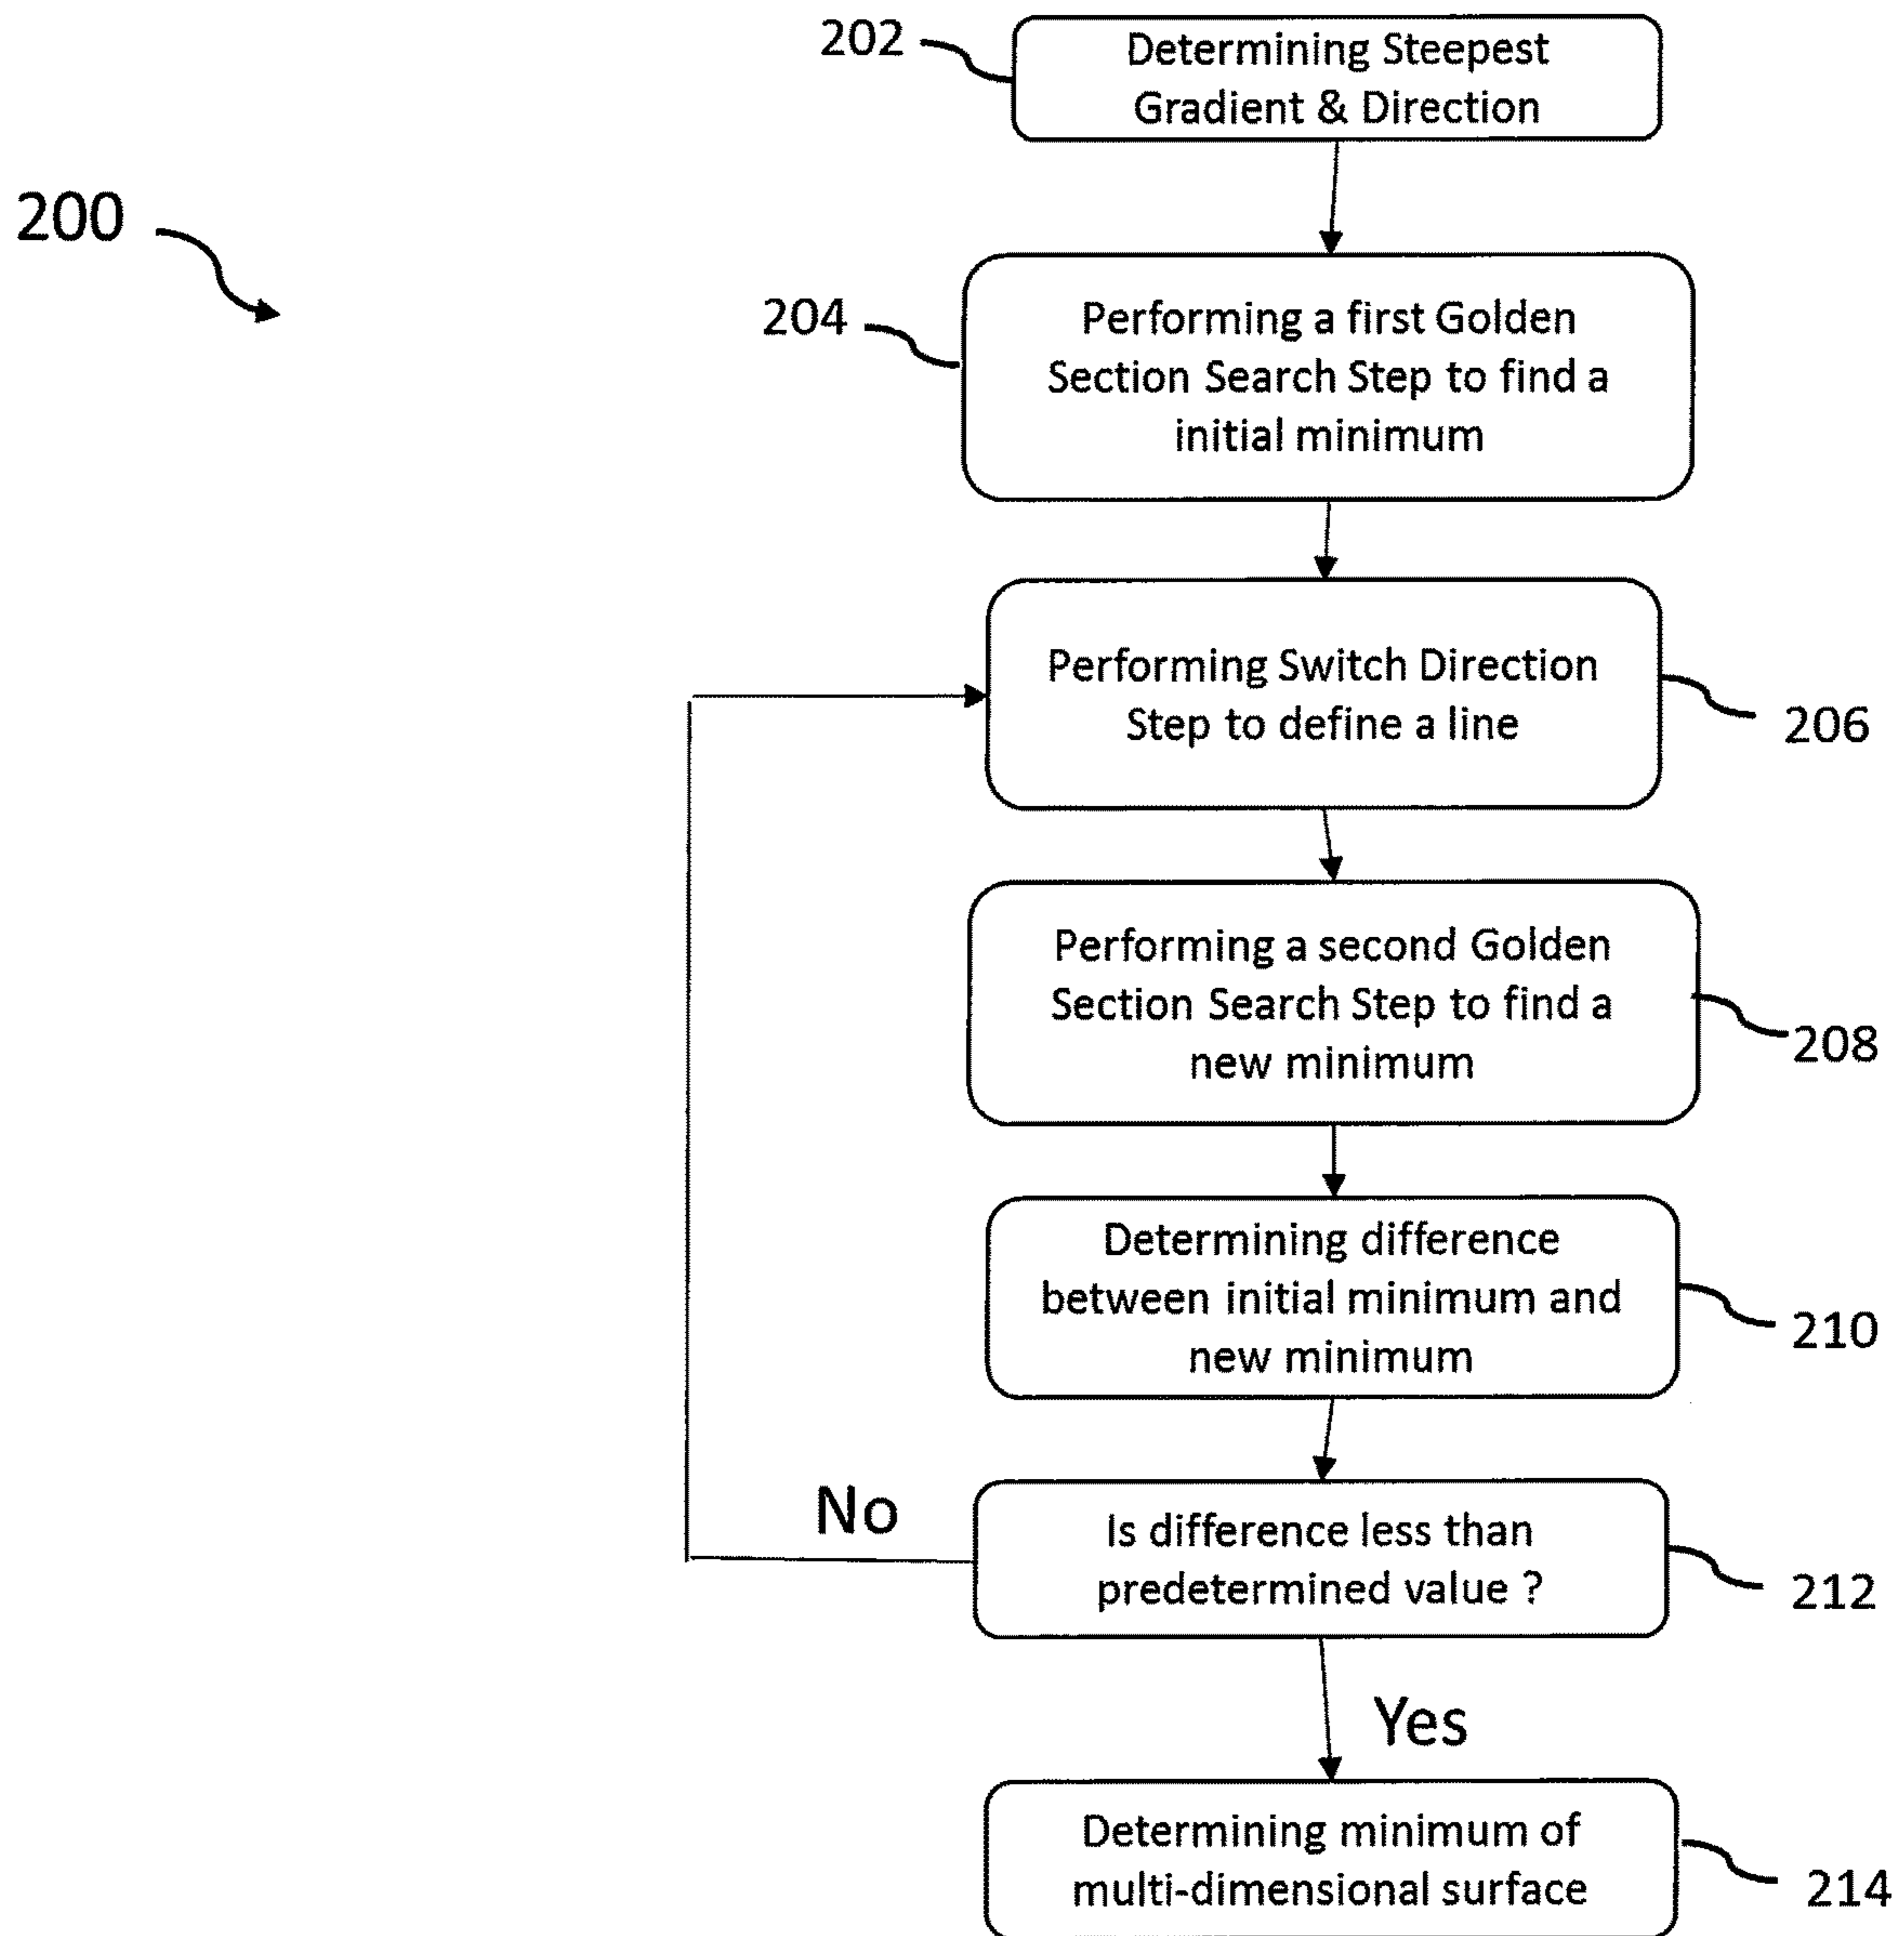 202
Determining Steepest
Gradient & Direction
200
204
Performing a first Golden
Section Search Step to find a
initial minimum
Performing Switch Direction
Step to define a line
206
Performing a second Golden
Section Search Step to find a
new minimum
208
Determining difference
between initial minimum and
new minimum
210
No
Is difference less than
predetermined value ?
212
Yes
Determining minimum of
multi-dimensional surface
214